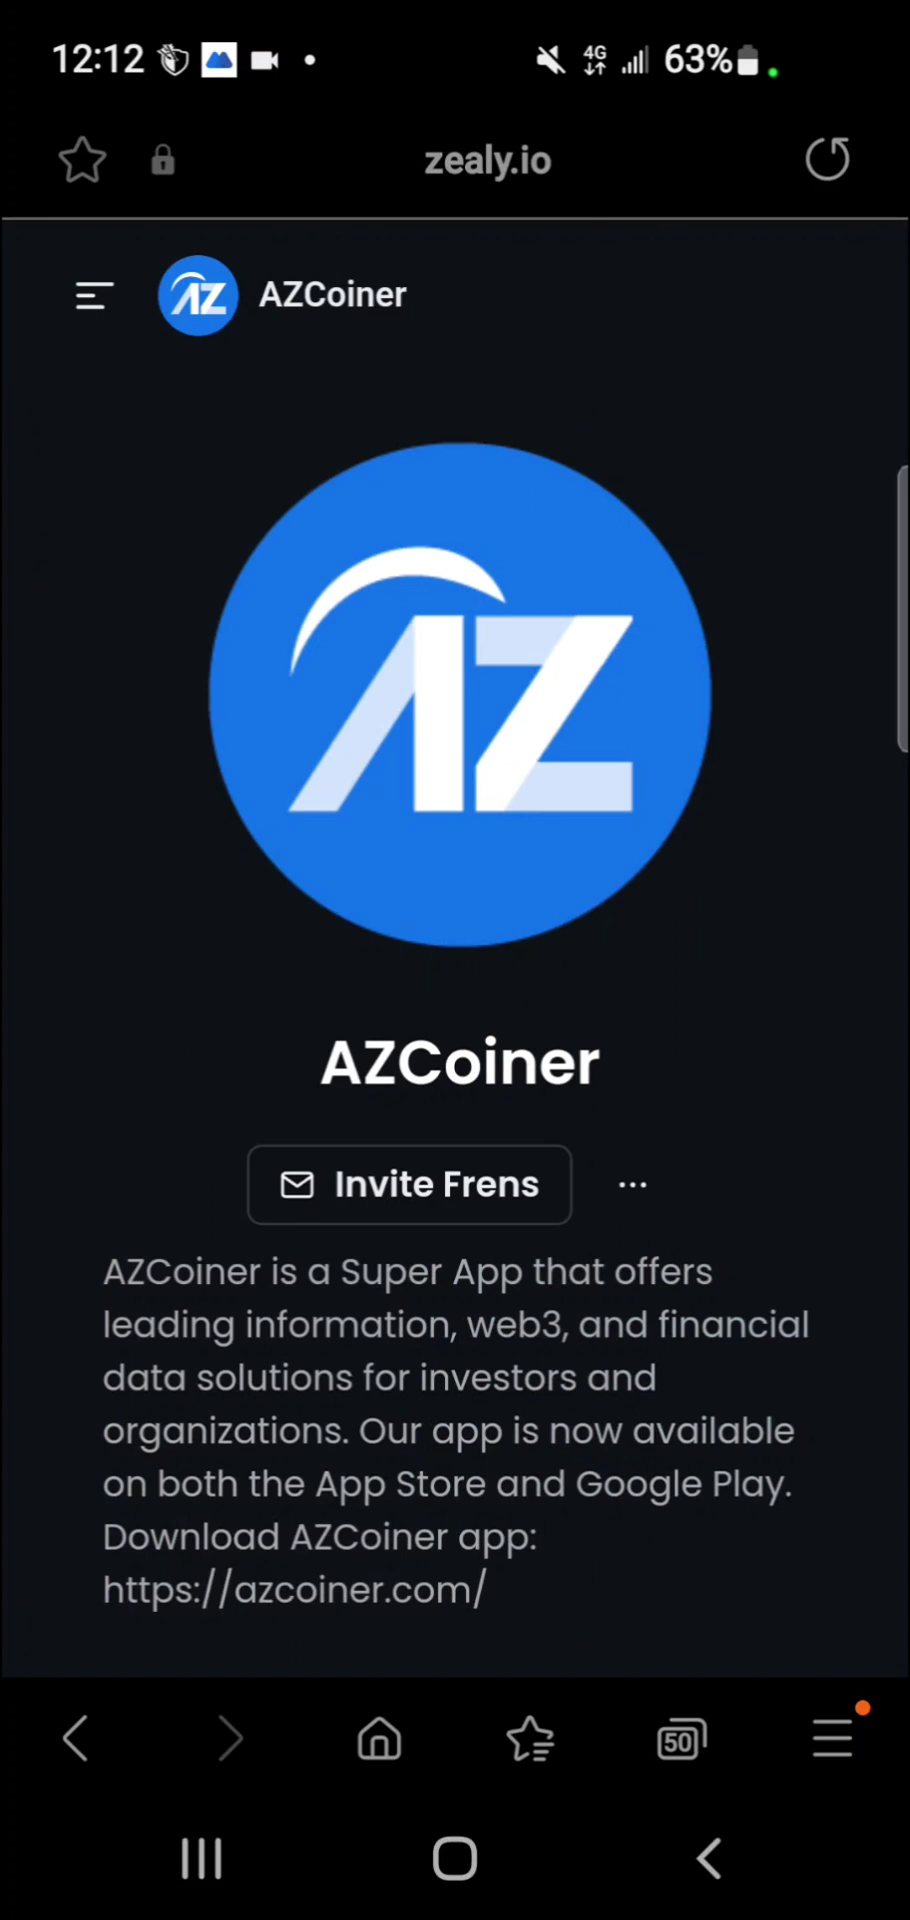 12:12 4G 63%
zealy.io
AZ AZCoiner
AZ
AZCoiner
Invite Frens ...
AZCoiner is a Super App that offers
leading information, web3, and financial
data solutions for investors and
organizations. Our app is now available
on both the App Store and Google Play.
Download AZCoiner app:
https://azcoiner.com/
50